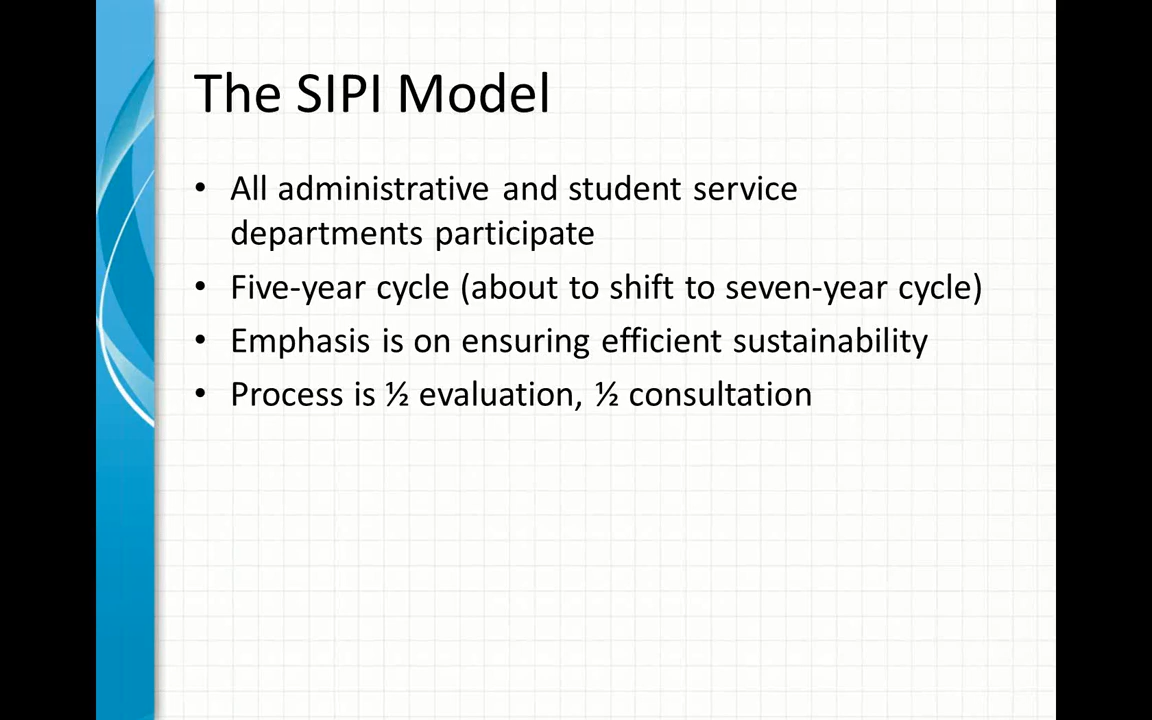 The SIPI Model
• All administrative and student service
departments participate
• Five-year cycle (about to shift to seven-year cycle)
• Emphasis is on ensuring efficient sustainability
• Process is ½ evaluation, ½ consultation